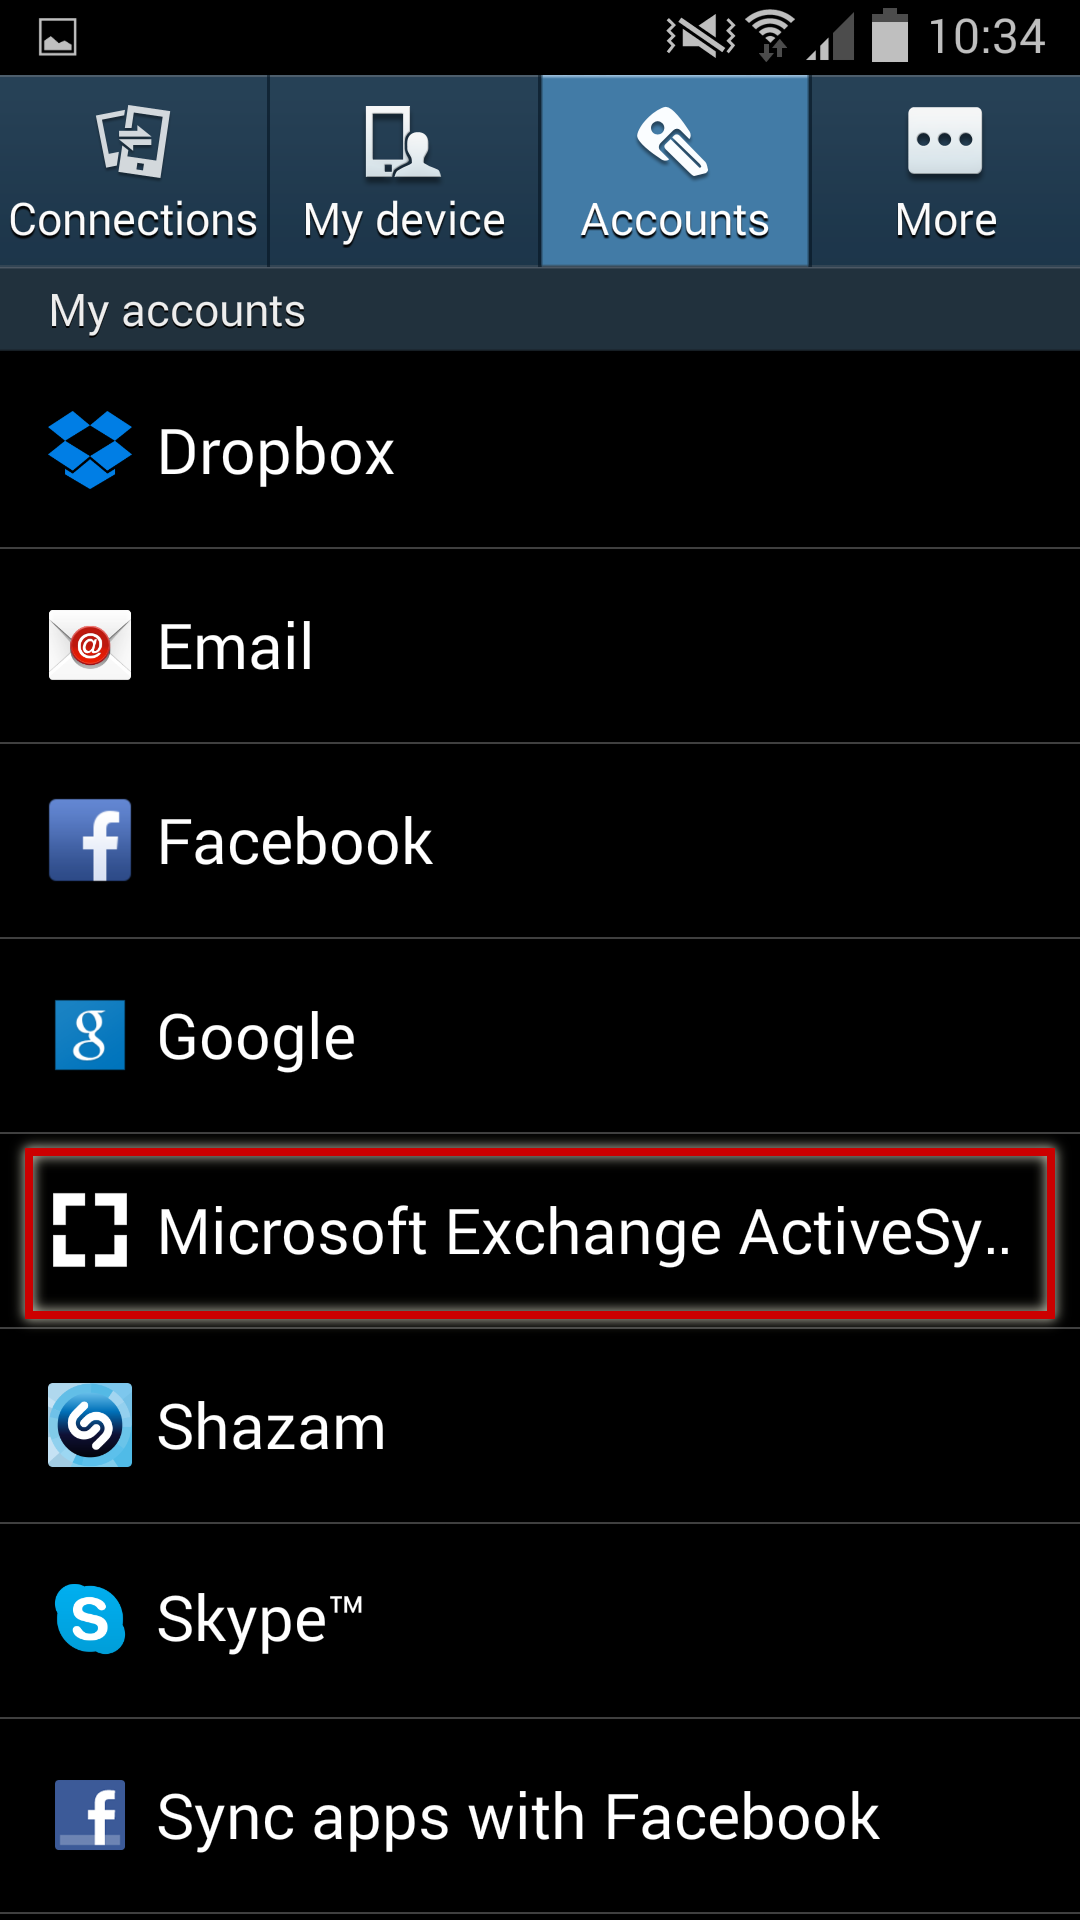 10:34
Connections My device Accounts More
My accounts
Dropbox
Email
Facebook
Google
Microsoft Exchange ActiveSy..
Shazam
Skype™
Sync apps with Facebook